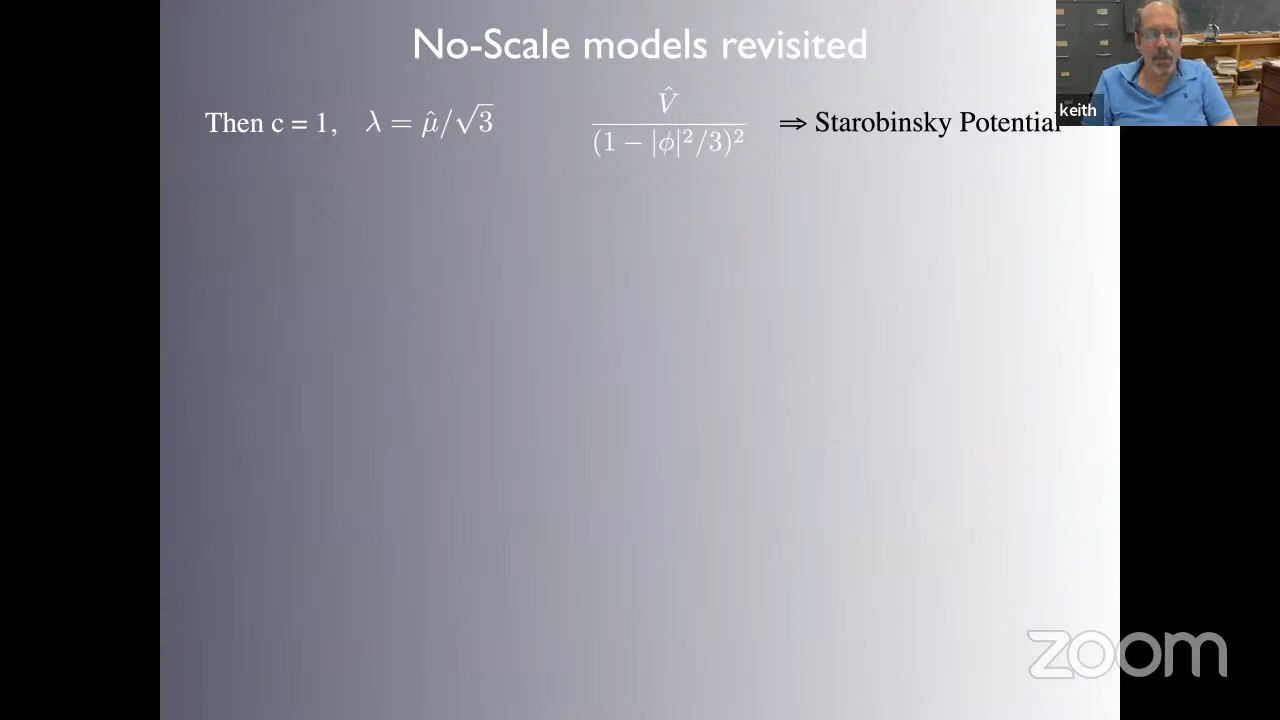 No-Scale models revisited
Then c = 1, λ = μ̂/√3 V̂/(1 − |ϕ|²/3)² ⇒ Starobinsky Potential
keith
zoom